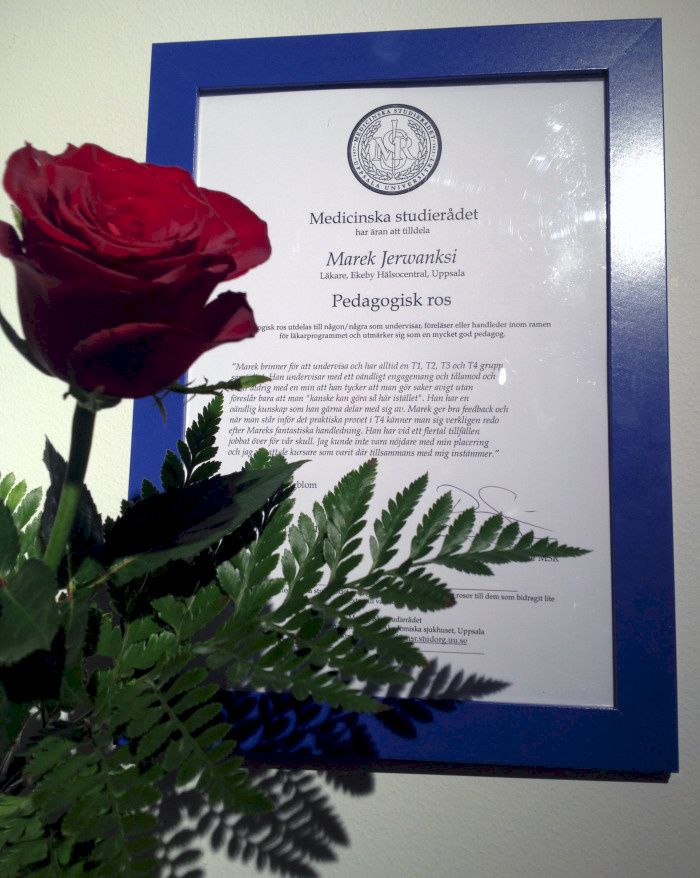 MEDICINSKA STUDIERÅDET
MSR
UPPSALA UNIVERSITET
Medicinska studierådet
har äran att tilldela
Marek Jerwanksi
Läkare, Ekeby Hälsocentral, Uppsala
Pedagogisk ros
ogisk ros utdelas till någon/några som undervisar, föreläser eller handleder inom ramen
för läkarprogrammet och utmärker sig som en mycket god pedagog.
"Marek brinner för att undervisa och har alltid en T1, T2, T3 och T4 grupp
Han undervisar med ett oändligt engagemang och tålamod och
aldrig med en min att han tycker att man gör saker avigt utan
föreslår bara att man "kanske kan göra så här istället". Han har en
oändlig kunskap som han gärna delar med sig av. Marek ger bra feedback och
när man står inför det praktiska provet i T4 känner man sig verkligen redo
efter Mareks fantastiska handledning. Han har vid ett flertal tillfällen
jobbat över för vår skull. Jag kunde inte vara nöjdare med min placering
och jag att de kursare som varit där tillsammans med mig instämmer."
blom
MSR
rosor till dem som bidragit lite
udierådet
demiska sjukhuset, Uppsala
msr.studorg.uu.se